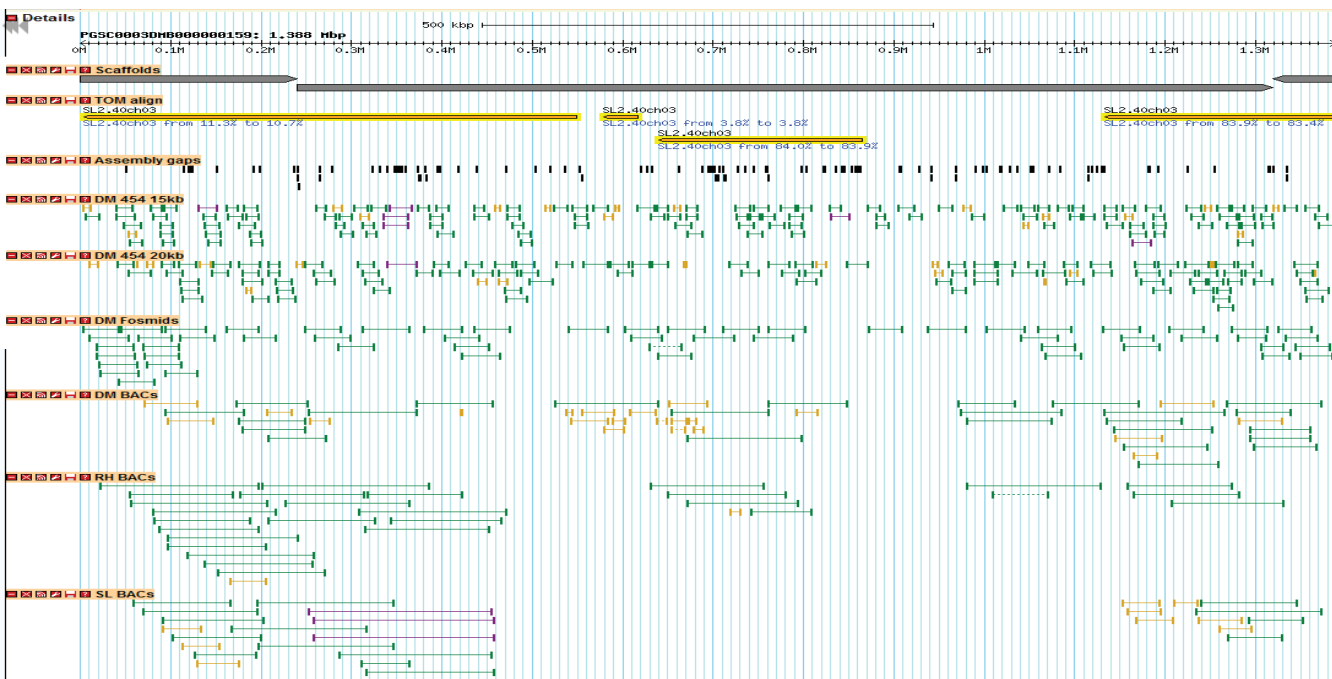 Details
500 kbp
PGSC0003DMB000000159: 1.388 Mbp
0M 0.1M 0.2M 0.3M 0.4M 0.5M 0.6M 0.7M 0.8M 0.9M 1M 1.1M 1.2M 1.3M
Scaffolds
TOM align
SL2.40ch03 SL2.40ch03 SL2.40ch03
SL2.40ch03 from 11.3% to 10.7% SL2.40ch03 from 3.8% to 3.8% SL2.40ch03 from 83.9% to 83.4%
SL2.40ch03
SL2.40ch03 from 84.0% to 83.9%
Assembly gaps
DM 454 15kb
DM 454 20kb
DM Fosmids
DM BACs
RH BACs
SL BACs